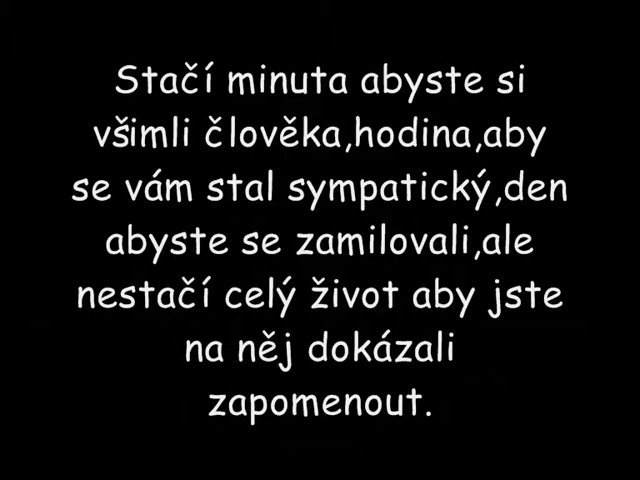 Stačí minuta abyste si
všimli člověka,hodina,aby
se vám stal sympatický,den
abyste se zamilovali,ale
nestačí celý život aby jste
na něj dokázali
zapomenout.